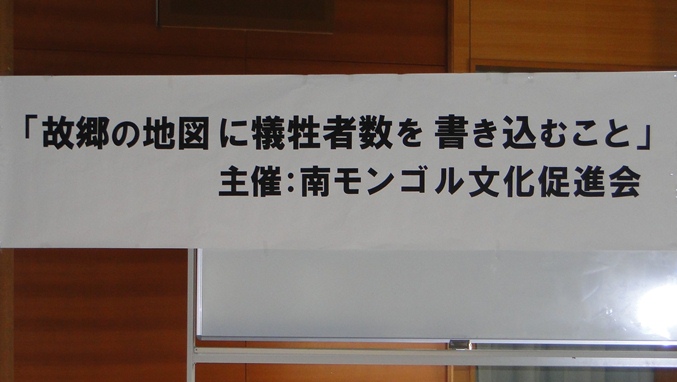 「故郷の地図に犠牲者数を書き込むこと」
主催：南モンゴル文化促進会